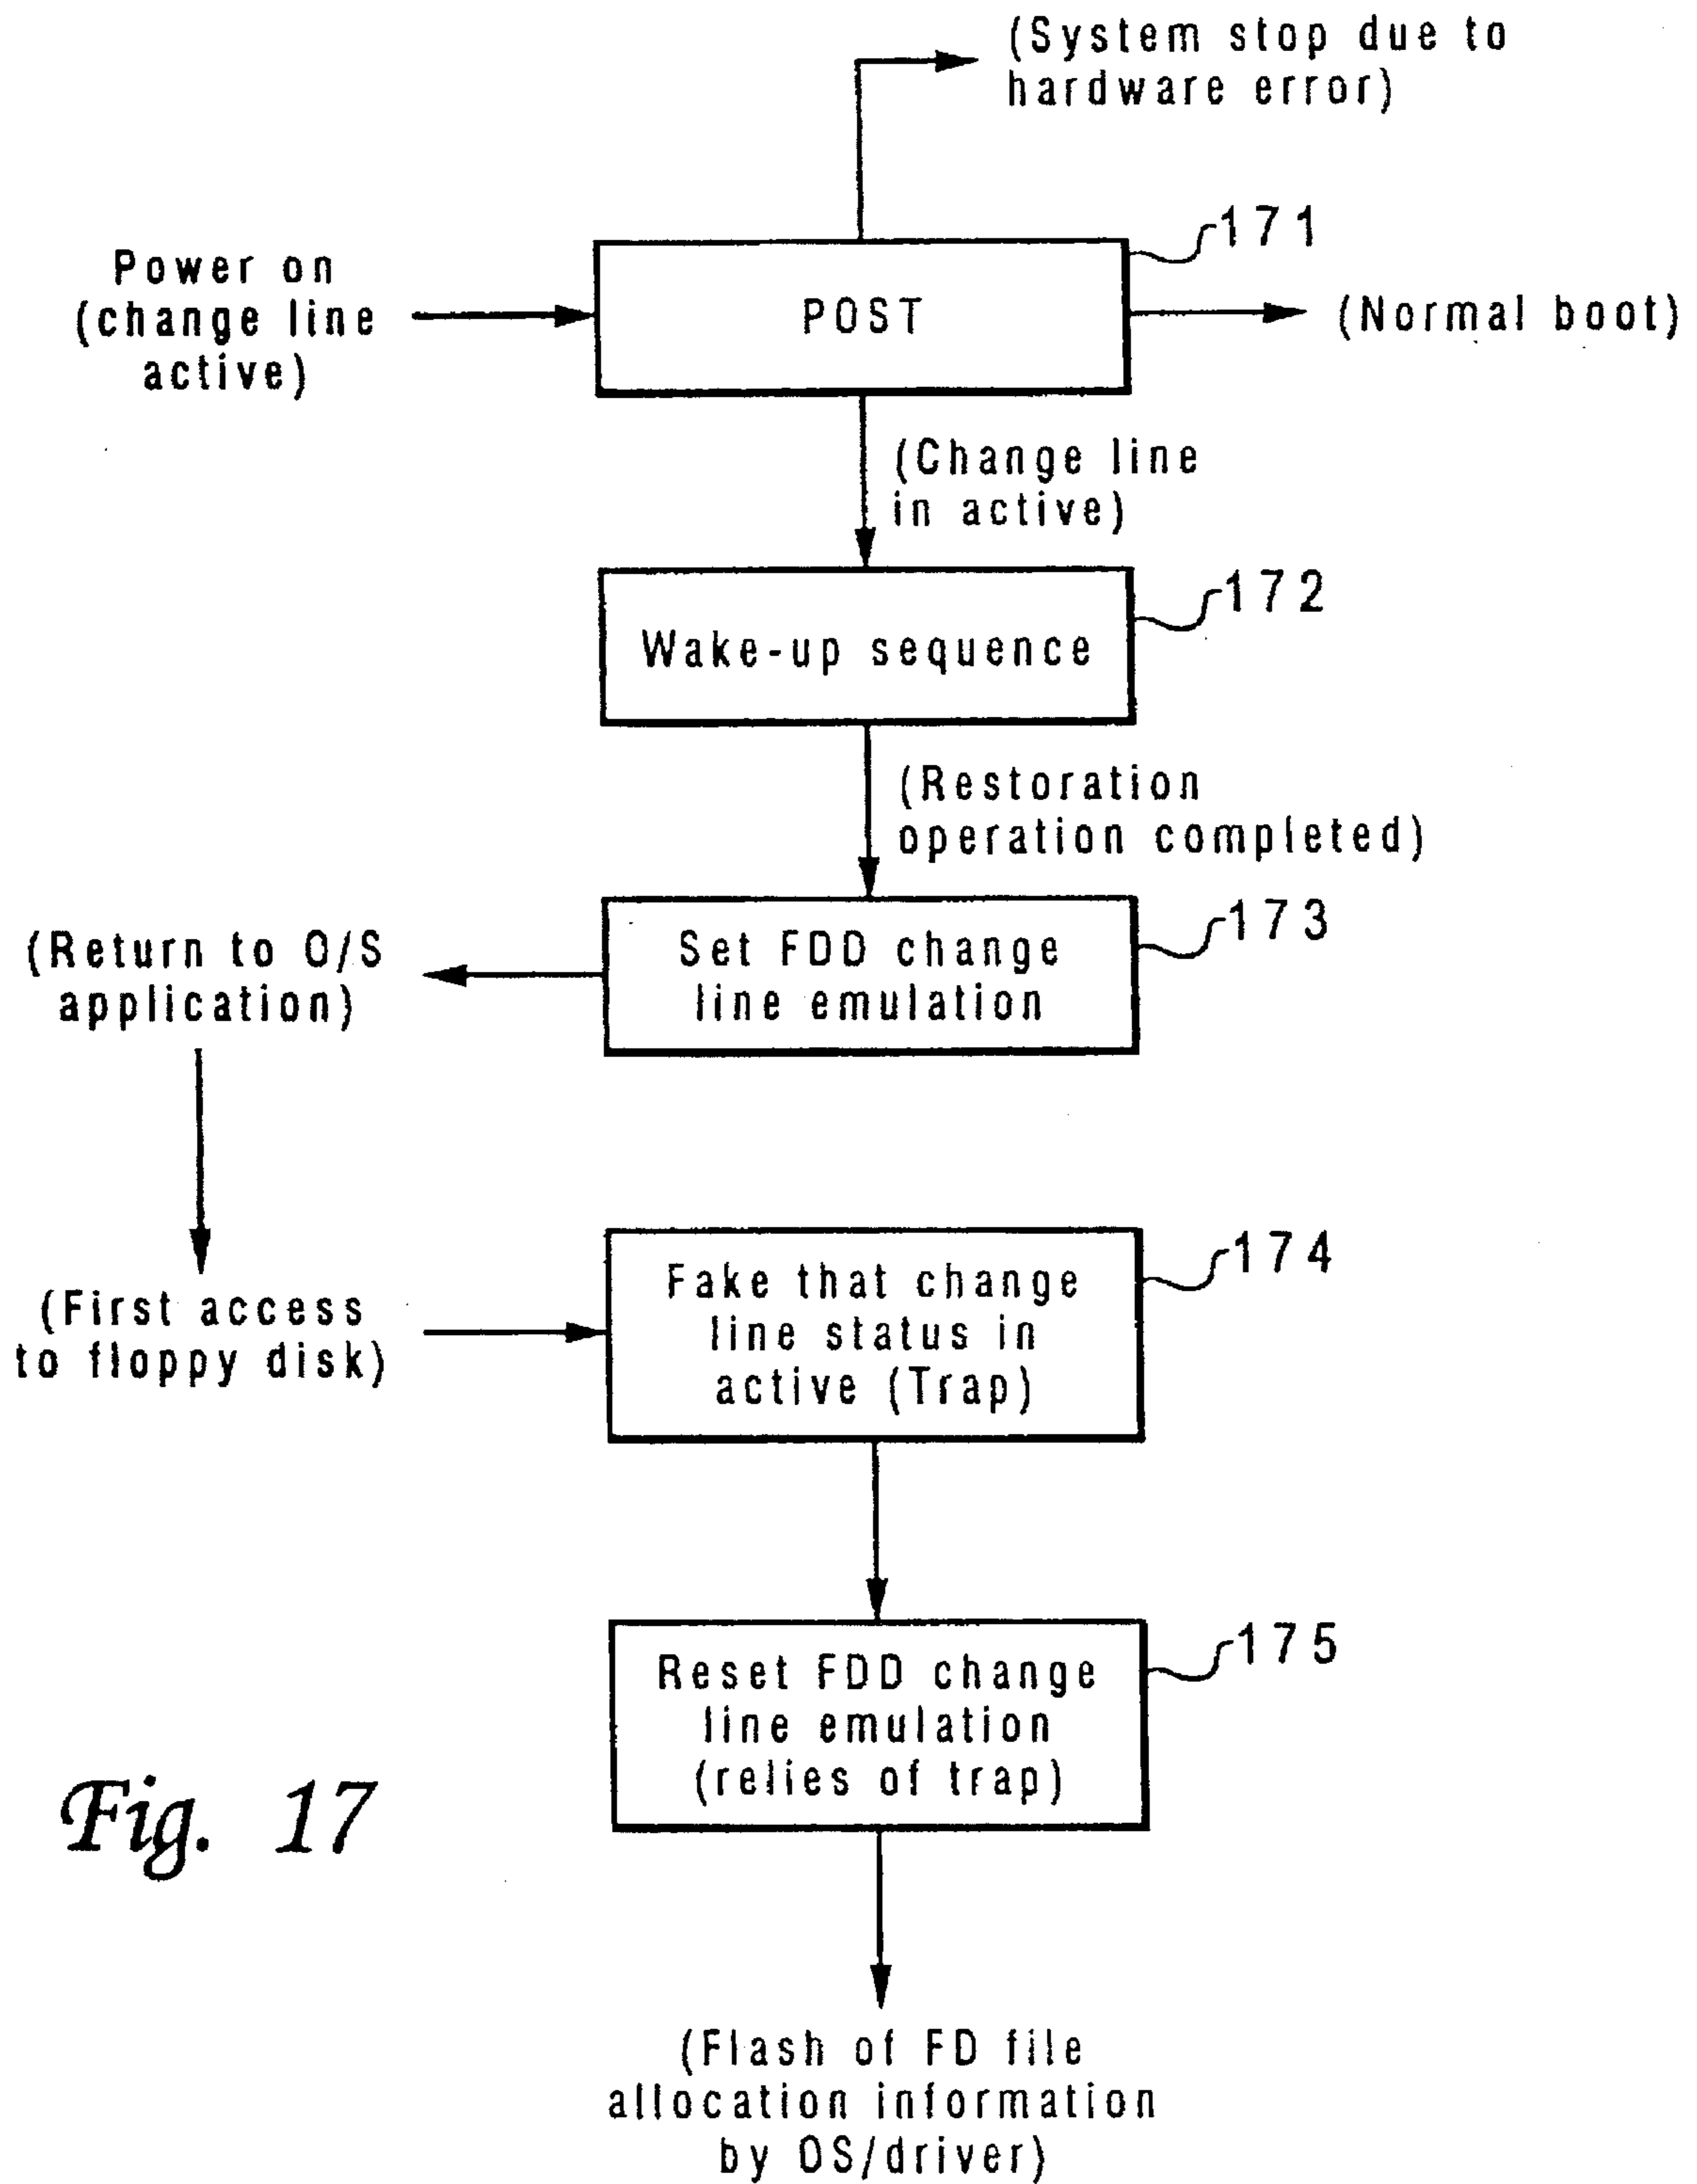 (System stop due to
hardware error)
171
Power on
(change line
active)
POST
(Normal boot)
(Change line
in active)
172
Wake-up sequence
(Restoration
operation completed)
173
(Return to O/S
application)
Set FDD change
line emulation
174
(First access
to floppy disk)
Fake that change
line status in
active (Trap)
175
Reset FDD change
line emulation
(relies of trap)
Fig. 17
(Flash of FD file
allocation information
by OS/driver)